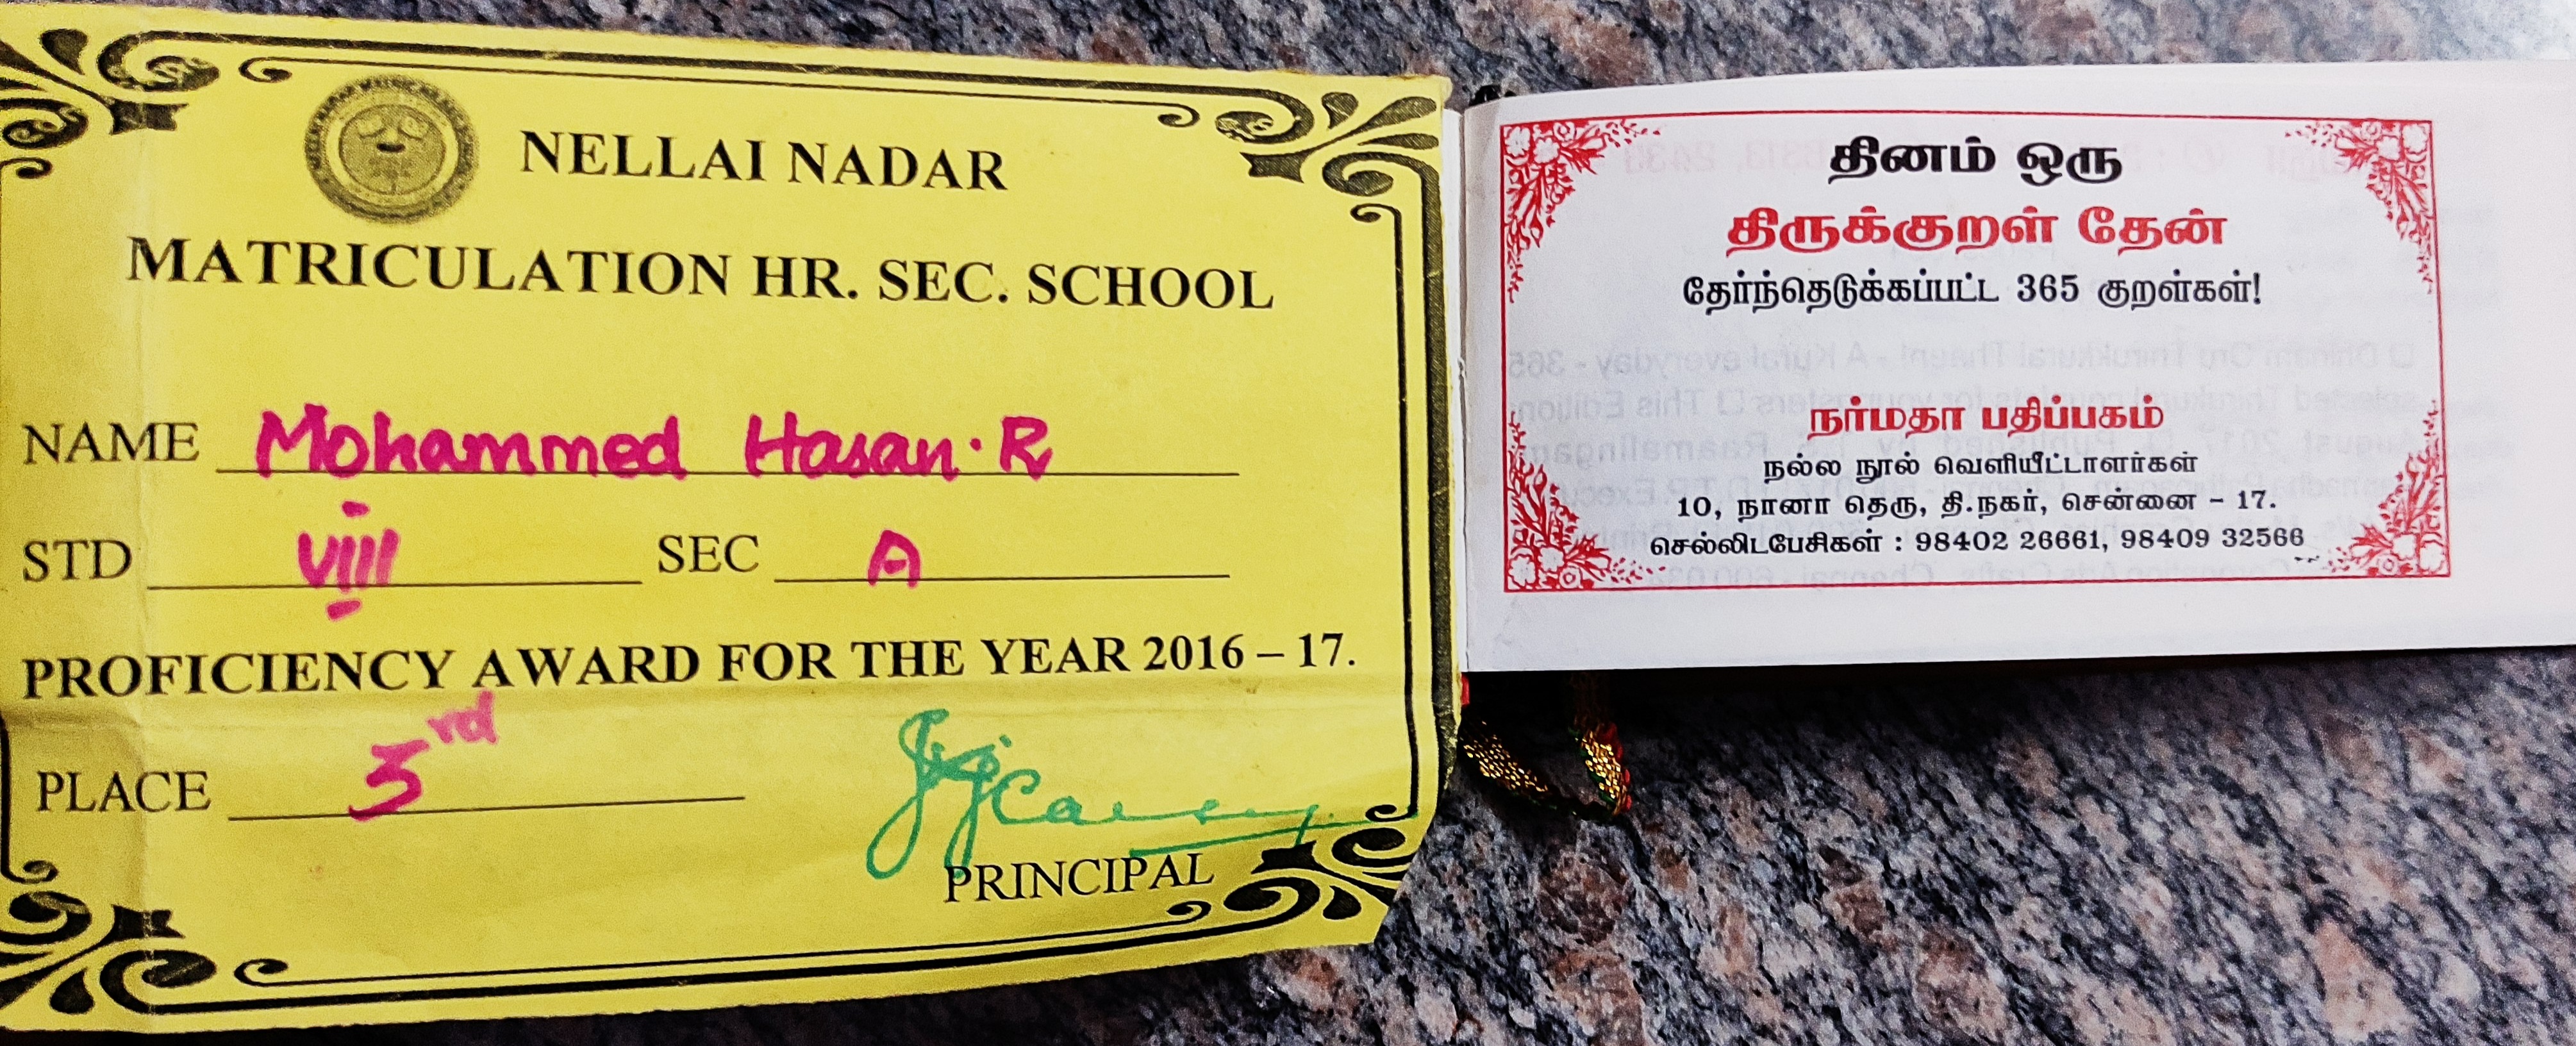 NELLAI NADAR
MATRICULATION HR. SEC. SCHOOL
NAME Mohammed Hasan. R
STD VIII SEC A
PROFICIENCY AWARD FOR THE YEAR 2016 – 17.
PLACE 3rd
PRINCIPAL
தினம் ஒரு
திருக்குறள் தேன்
தேர்ந்தெடுக்கப்பட்ட 365 குறள்கள்!
நர்மதா பதிப்பகம்
நல்ல நூல் வெளியீட்டாளர்கள்
10, நானா தெரு, தி.நகர், சென்னை – 17.
செல்லிடபேசிகள் : 98402 26661, 98409 32566